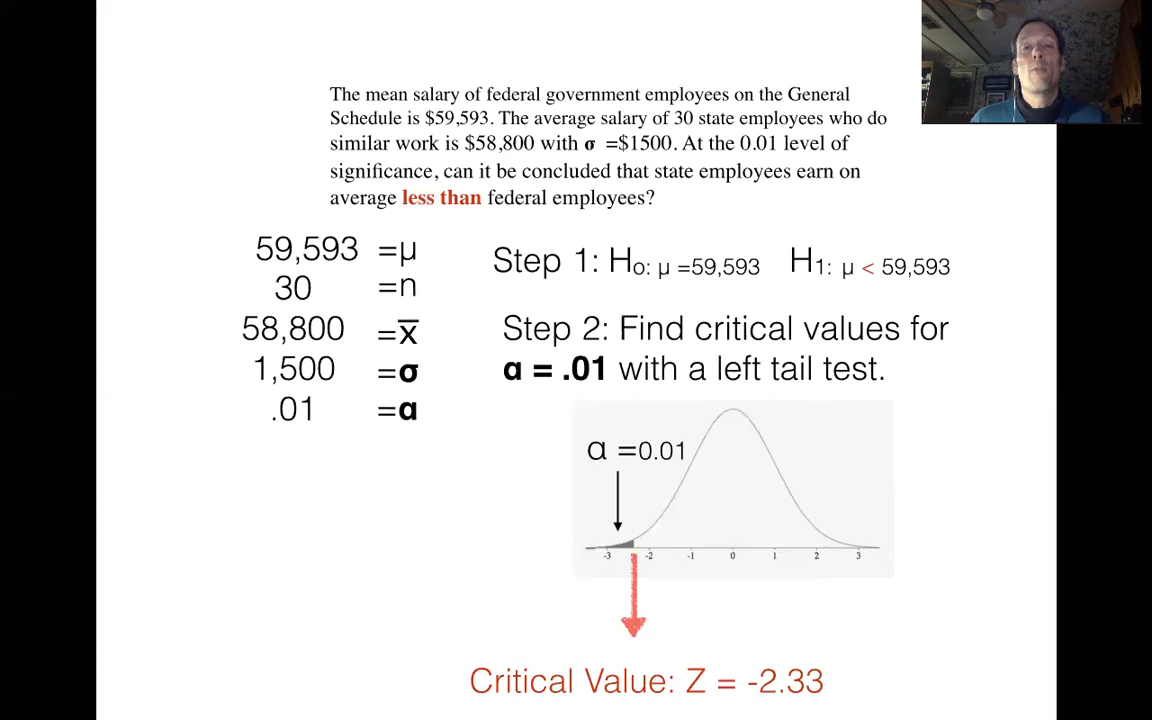 The mean salary of federal government employees on the General
Schedule is $59,593. The average salary of 30 state employees who do
similar work is $58,800 with σ =$1500. At the 0.01 level of
significance, can it be concluded that state employees earn on
average less than federal employees?
59,593 =µ
30 =n
58,800 =x̅
1,500 =σ
.01 =α
Step 1: H₀: µ =59,593 H₁: µ < 59,593
Step 2: Find critical values for
α = .01 with a left tail test.
α =0.01
-3 -2 -1 0 1 2 3
Critical Value: Z = -2.33